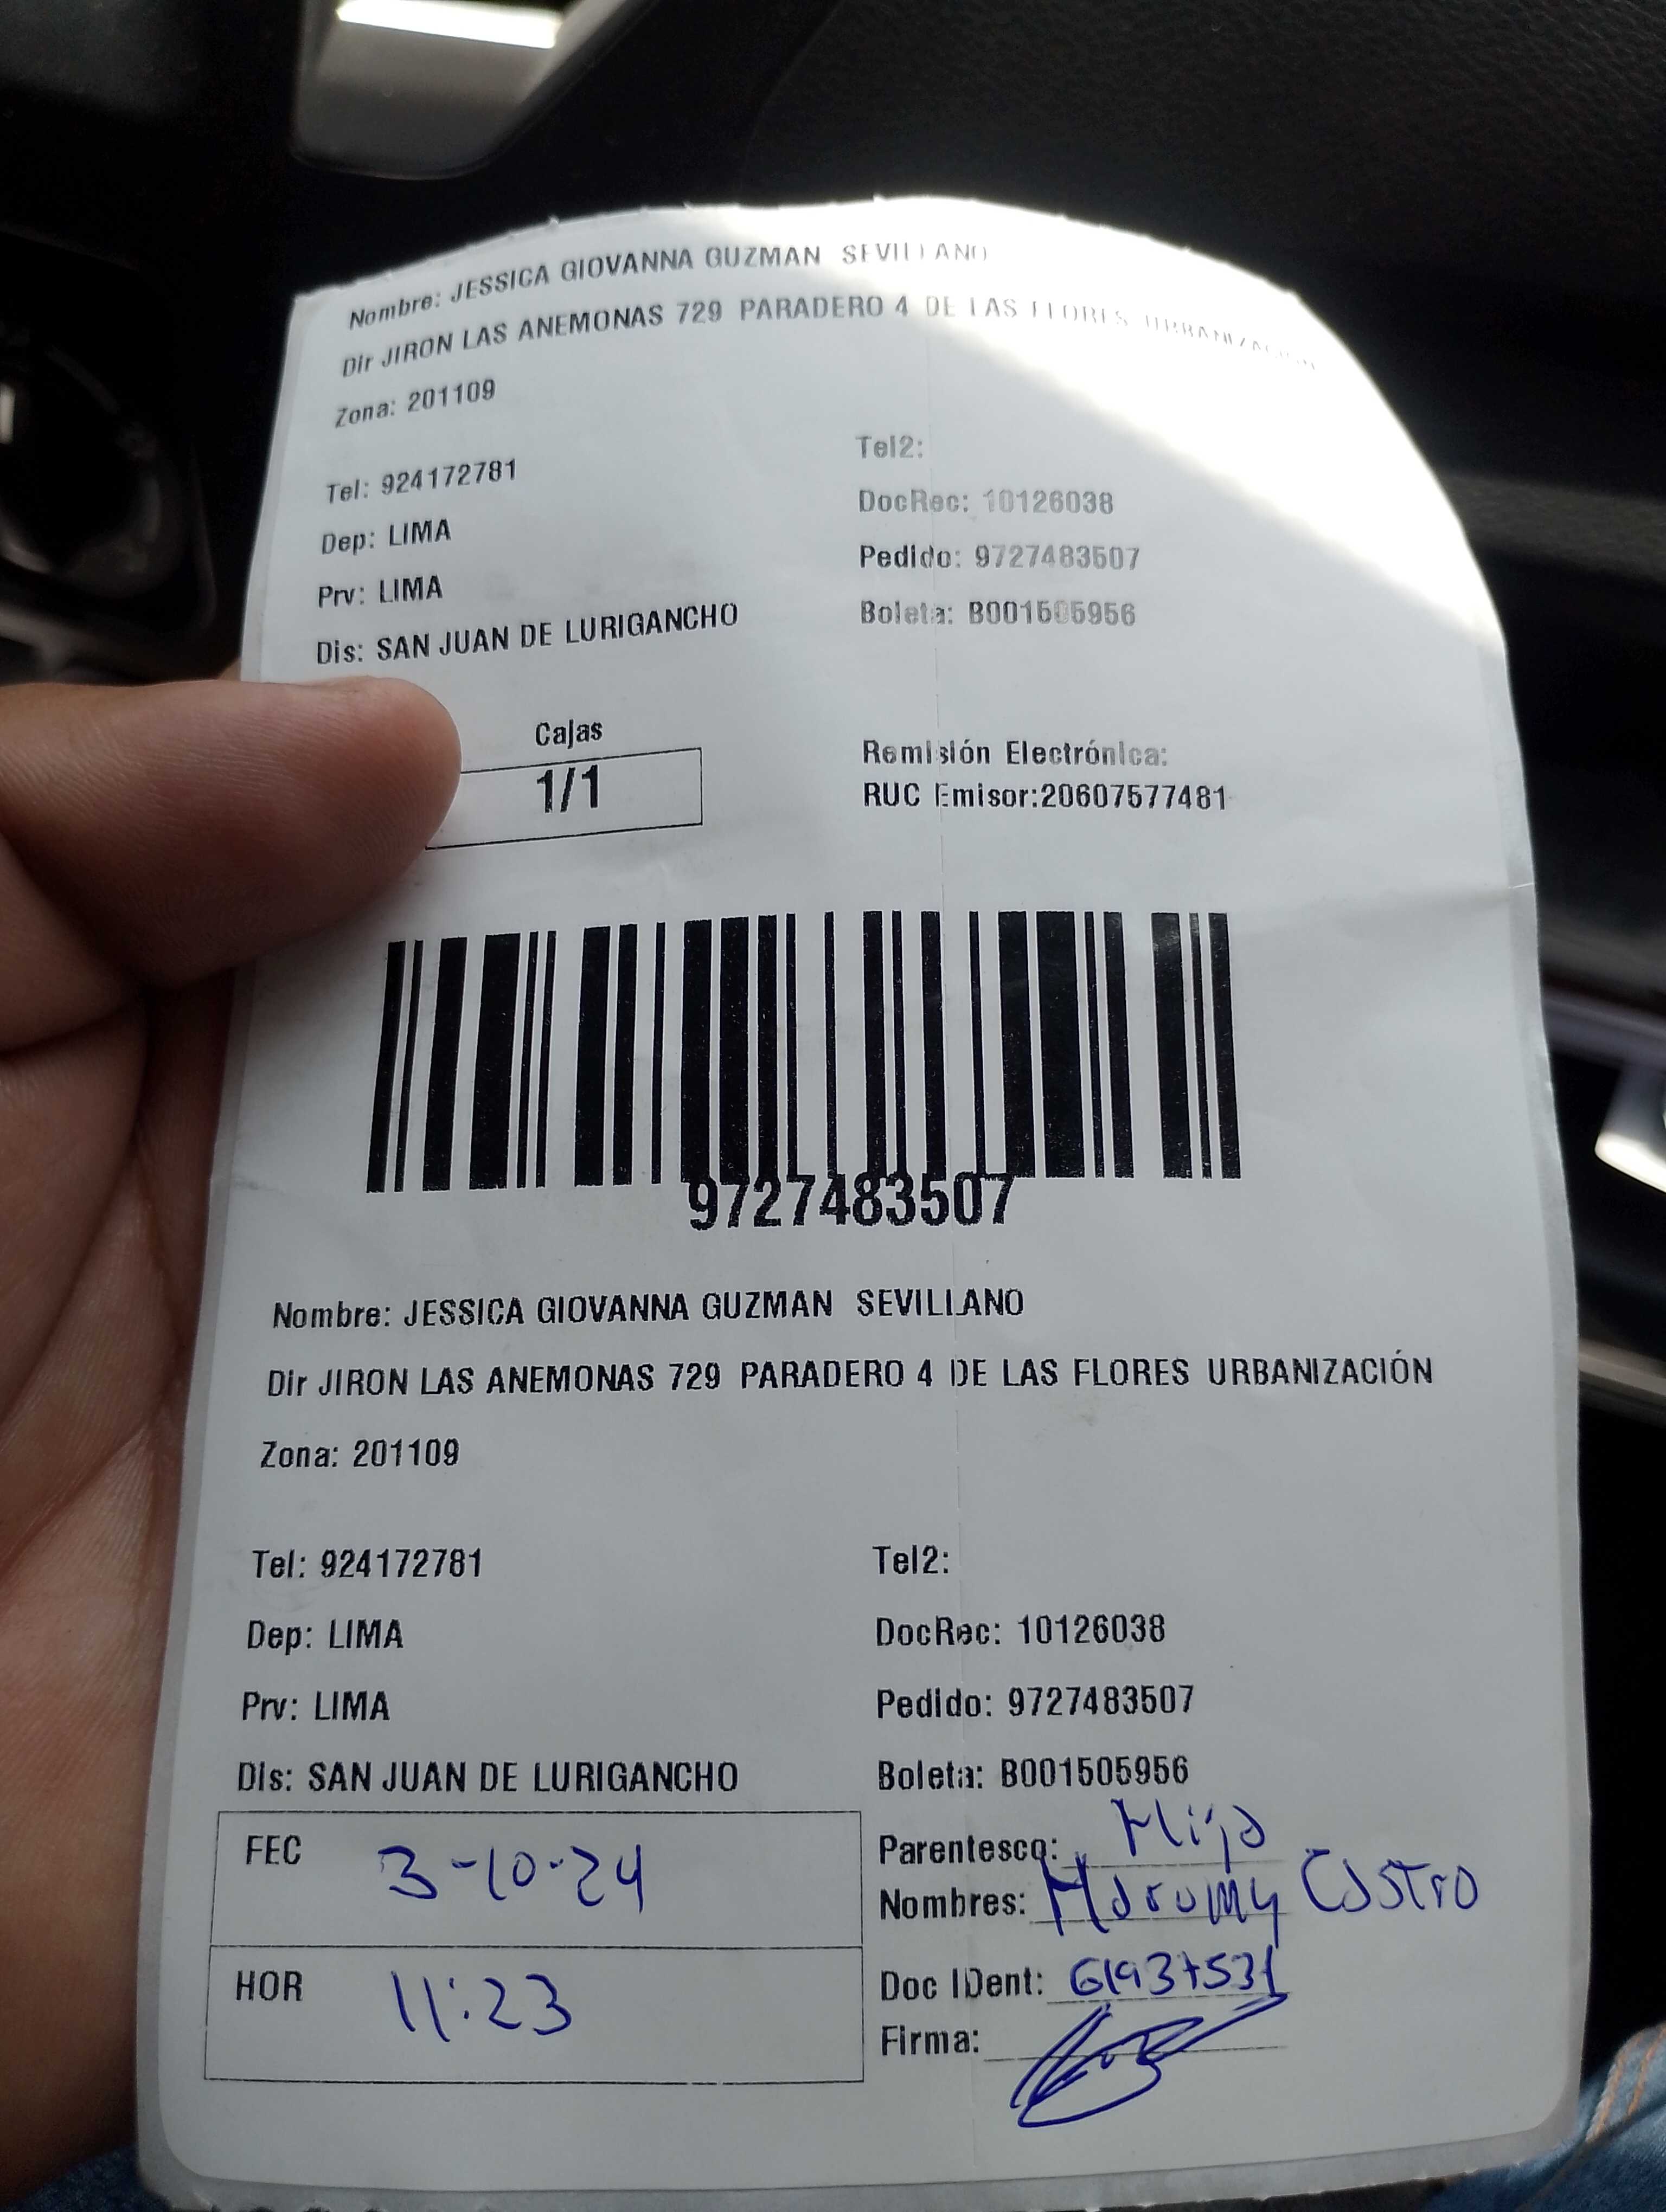 Nombre: JESSICA GIOVANNA GUZMAN SEVILLANO
Dir JIRON LAS ANEMONAS 729 PARADERO 4 DE LAS FLORES URBANIZACIÓN
Zona: 201109
Tel: 924172781
Tel2:
Dep: LIMA
DocRec: 10126038
Prv: LIMA
Pedido: 9727483507
Dis: SAN JUAN DE LURIGANCHO
Boleta: B001505956
Cajas
1/1
Remisión Electrónica:
RUC Emisor:20607577481
9727483507
Nombre: JESSICA GIOVANNA GUZMAN SEVILLANO
Dir JIRON LAS ANEMONAS 729 PARADERO 4 DE LAS FLORES URBANIZACIÓN
Zona: 201109
Tel: 924172781
Tel2:
Dep: LIMA
DocRec: 10126038
Prv: LIMA
Pedido: 9727483507
Dis: SAN JUAN DE LURIGANCHO
Boleta: B001505956
FEC 3-10-24
HOR 11:23
Parentesco: Hija
Nombres: Harumy Castro
Doc IDent: 61937531
Firma: